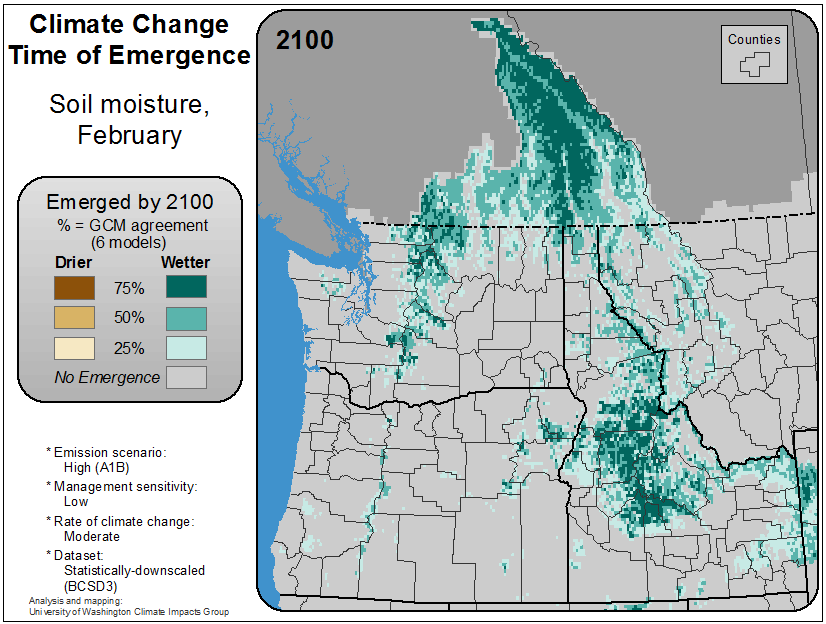 Climate Change
Time of Emergence
Soil moisture,
February
Emerged by 2100
% = GCM agreement
(6 models)
Drier Wetter
75%
50%
25%
No Emergence
* Emission scenario:
High (A1B)
* Management sensitivity:
Low
* Rate of climate change:
Moderate
* Dataset:
Statistically-downscaled
(BCSD3)
Analysis and mapping:
University of Washington Climate Impacts Group
2100
Counties